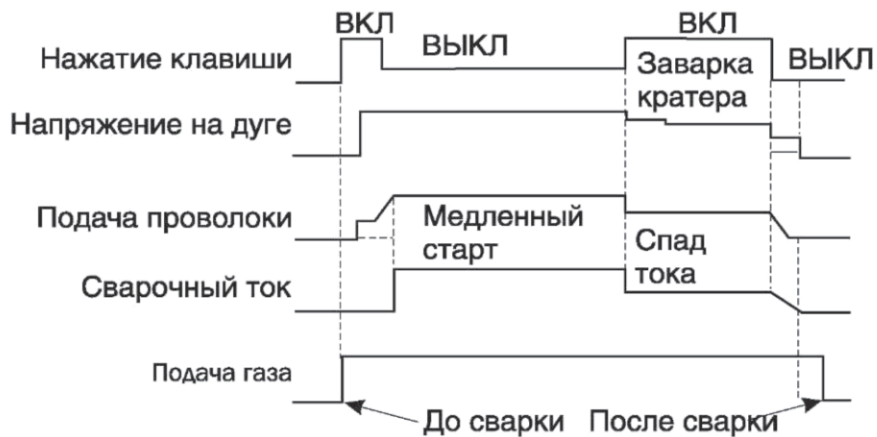 ВКЛ
ВЫКЛ
ВКЛ
Нажатие клавиши
Заварка
кратера
ВЫКЛ
Напряжение на дуге
Подача проволоки
Медленный
старт
Спад
тока
Сварочный ток
Подача газа
До сварки
После сварки